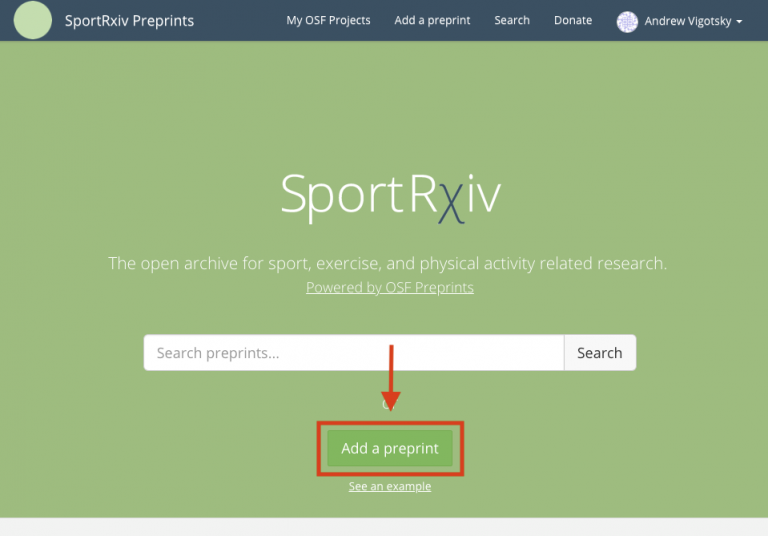 SportRxiv Preprints
My OSF Projects
Add a preprint
Search
Donate
Andrew Vigotsky
SportRχiv
The open archive for sport, exercise, and physical activity related research.
Powered by OSF Preprints
Search preprints...
Search
Add a preprint
See an example